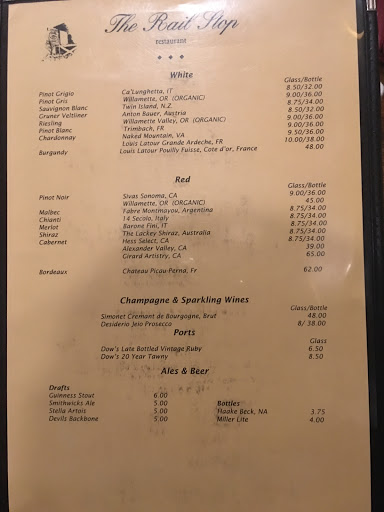 The Rail Stop
restaurant
White
Glass/Bottle
Pinot Grigio Ca'Lunghetta, IT 8.50/32.00
Pinot Gris Willamette, OR (ORGANIC) 9.00/36.00
Sauvignon Blanc Twin Island, N.Z. 8.75/34.00
Gruner Veltliner Anton Bauer, Austria 8.50/32.00
Riesling Willamette Valley, OR (ORGANIC) 9.00/36.00
Pinot Blanc Trimbach, FR 9.00/36.00
Chardonnay Naked Mountain, VA 9.50/36.00
Louis Latour Grande Ardeche, FR 10.00/38.00
Burgundy Louis Latour Pouilly Fuisse, Cote d'or, France 48.00
Red
Glass/Bottle
Pinot Noir Sivas Sonoma, CA 9.00/36.00
Willamette, OR (ORGANIC) 45.00
Malbec Fabre Montmayou, Argentina 8.75/34.00
Chianti 14 Secolo, IT 8.75/34.00
Merlot Barone Fini, IT 8.75/34.00
Shiraz The Lackey Shiraz, Australia 8.75/34.00
Cabernet Hess Select, CA 8.75/34.00
Alexander Valley, CA 39.00
Girard Artistry, CA 65.00
Bordeaux Chateau Picau-Perna, Fr 62.00
Champagne & Sparkling Wines
Glass/Bottle
Simonet Cremant de Bourgogne, Brut 48.00
Desiderio Jeio Prosecco 8/ 38.00
Ports
Glass
Dow's Late Bottled Vintage Ruby 6.50
Dow's 20 Year Tawny 8.50
Ales & Beer
Drafts
Guinness Stout 6.00
Smithwicks Ale 5.00 Bottles
Stella Artois 5.00 Haake Beck, NA 3.75
Devils Backbone 5.00 Miller Lite 4.00